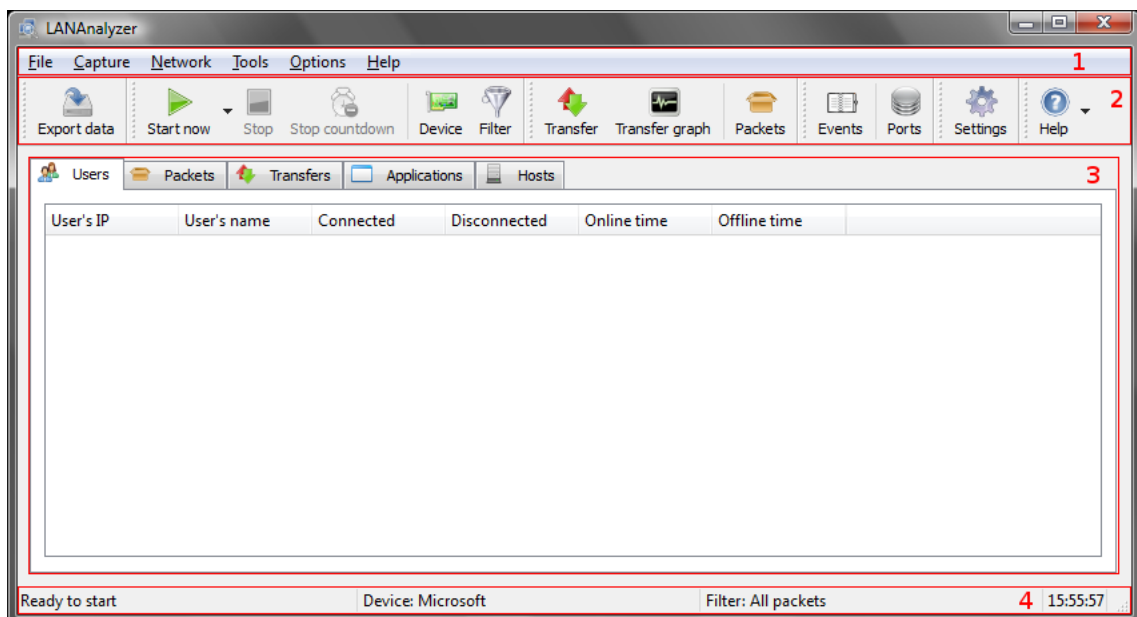 LANAnalyzer
File Capture Network Tools Options Help 1
Export data Start now Stop Stop countdown Device Filter Transfer Transfer graph Packets Events Ports Settings Help 2
Users Packets Transfers Applications Hosts 3
User's IP User's name Connected Disconnected Online time Offline time
Ready to start Device: Microsoft Filter: All packets 4 15:55:57